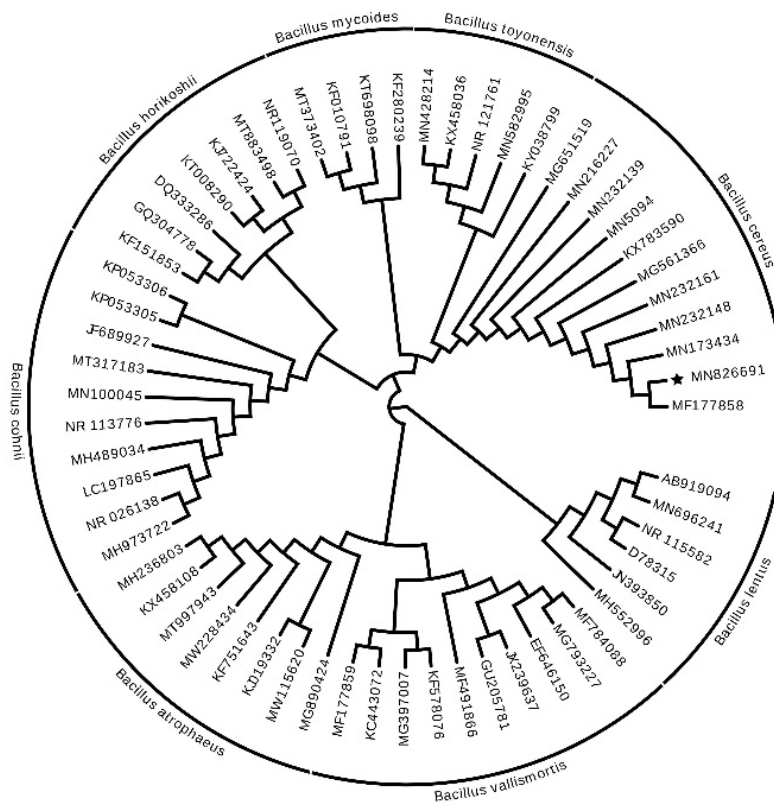 Bacillus mycoides
Bacillus toyonensis
Bacillus cereus
Bacillus lentus
Bacillus vallismortis
Bacillus atrophaeus
Bacillus cohnii
Bacillus horikoshii
MN428214
KX458036
NR 121761
MN582995
KY038799
MG651519
MN216227
MN232139
MN5094
KX783590
MG561366
MN232161
MN232148
MN173434
★ MN826691
MF177858
AB919094
MN696241
NR 115582
D78315
JN393850
MH552996
MF784088
MG793227
EF646150
JX239637
GU205781
MF491866
KF578076
MG397007
KC443072
MF177859
MG890424
MW115620
KJ019332
KF751643
MW228434
MT997943
KX458108
MH236803
MH973722
NR 026138
LC197865
MH489034
NR 113776
MN100045
MT317183
JF689927
KP053305
KP053306
KF151853
GQ304778
DQ333286
KT008290
KJ722424
MT883498
NR119070
MT373402
KF010791
KT698098
KF280239